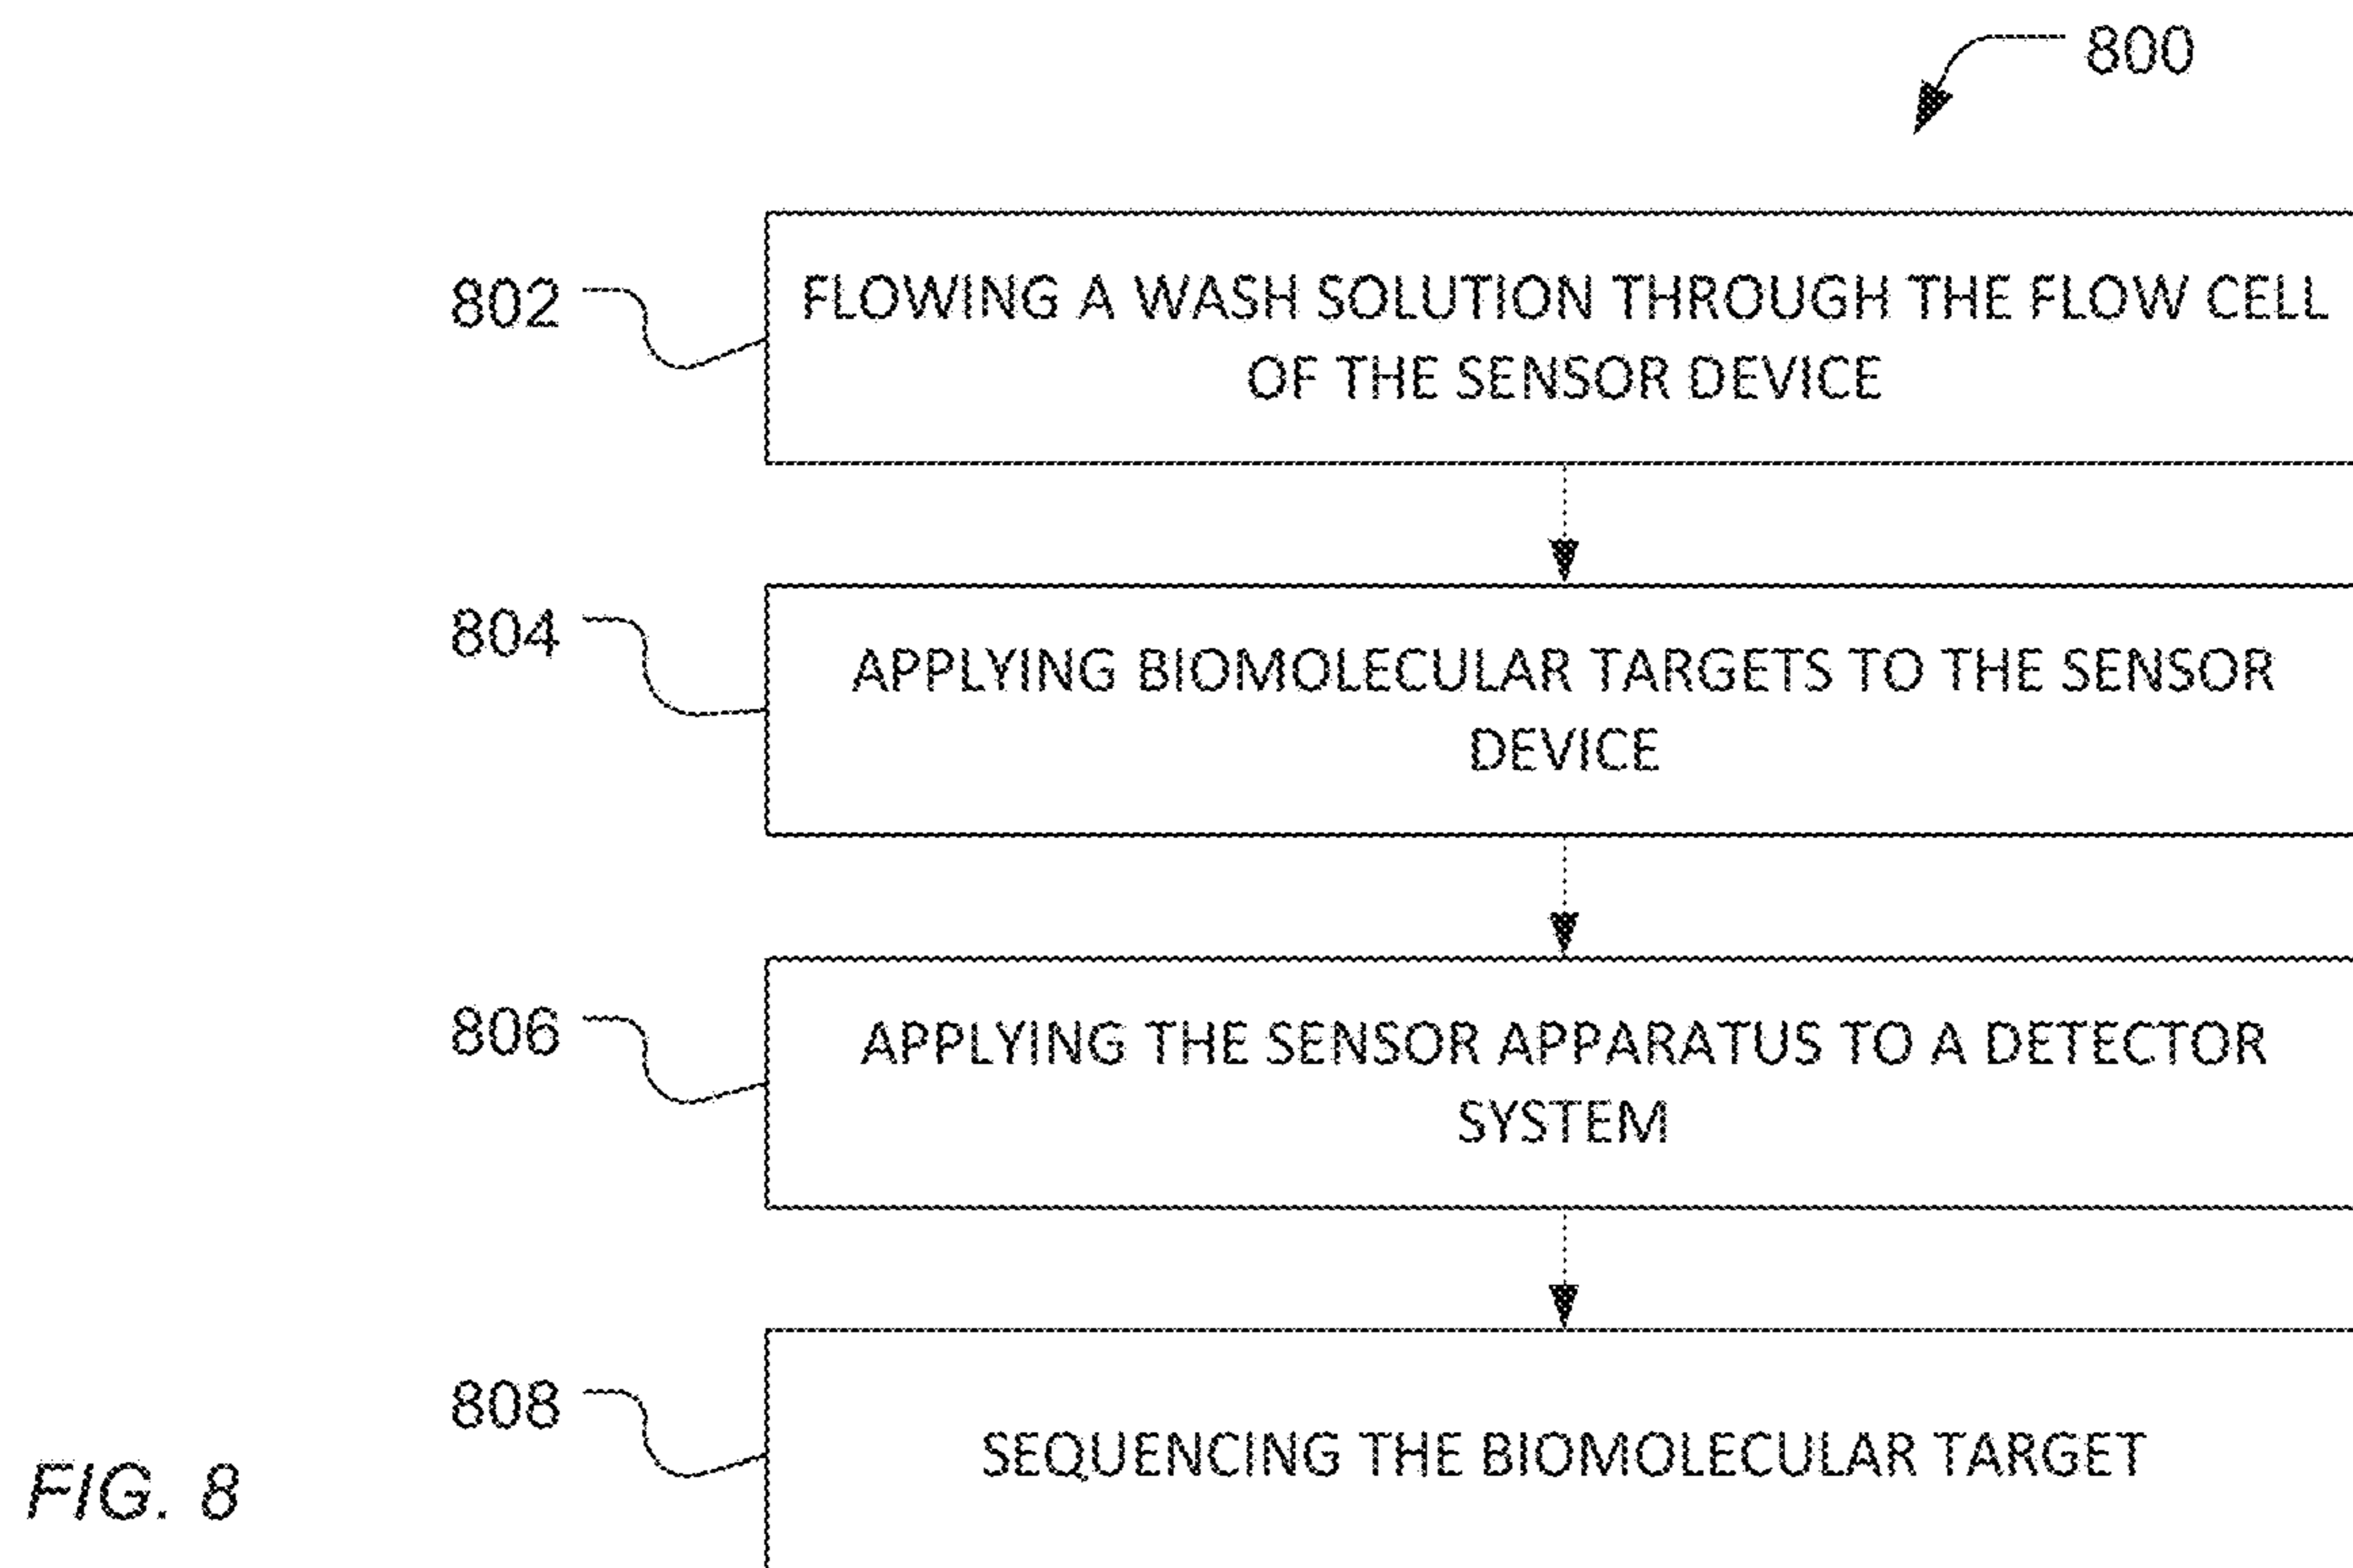 800
802
FLOWING A WASH SOLUTION THROUGH THE FLOW CELL
OF THE SENSOR DEVICE
804
APPLYING BIOMOLECULAR TARGETS TO THE SENSOR
DEVICE
806
APPLYING THE SENSOR APPARATUS TO A DETECTOR
SYSTEM
808
SEQUENCING THE BIOMOLECULAR TARGET
FIG. 8